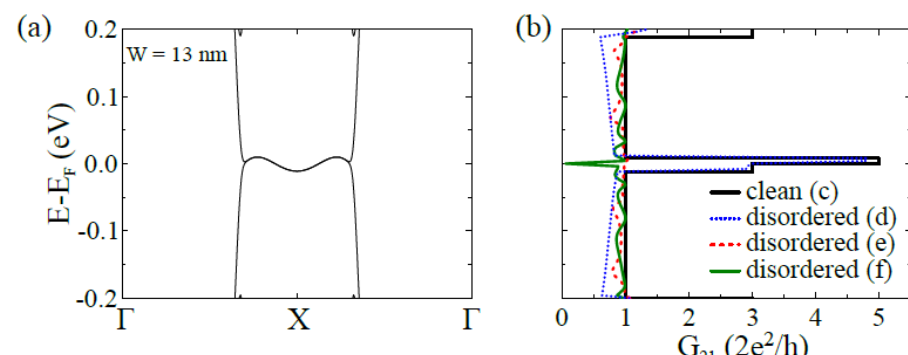 (a)
W = 13 nm
E-E_F (eV)
0.2
0.1
0.0
-0.1
-0.2
Γ
X
Γ
(b)
clean (c)
disordered (d)
disordered (e)
disordered (f)
0
1
2
3
4
5
G_21 (2e²/h)